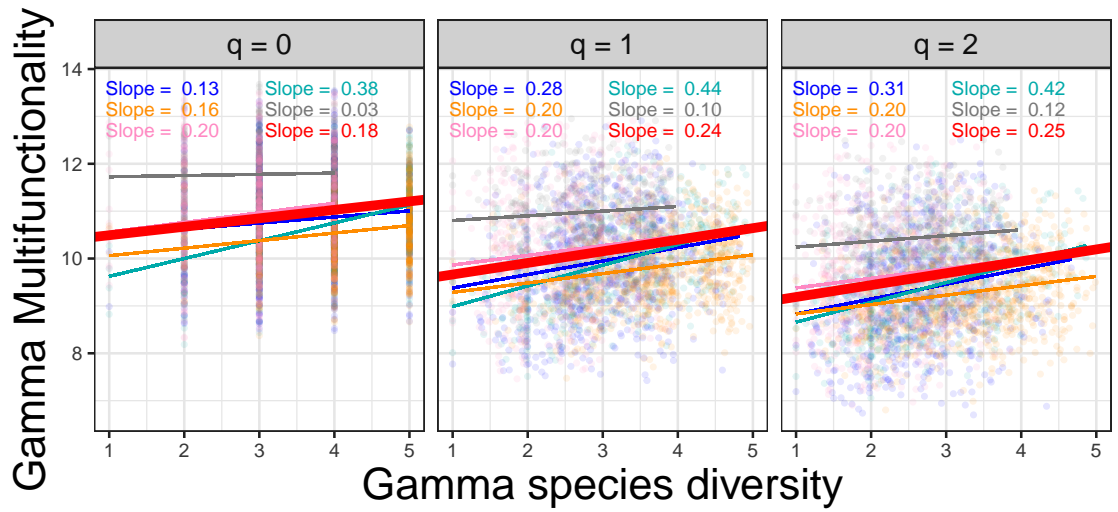 Gamma Multifunctionality
q = 0
q = 1
q = 2
14
12
10
8
Slope = 0.13
Slope = 0.38
Slope = 0.16
Slope = 0.03
Slope = 0.20
Slope = 0.18
Slope = 0.28
Slope = 0.44
Slope = 0.20
Slope = 0.10
Slope = 0.20
Slope = 0.24
Slope = 0.31
Slope = 0.42
Slope = 0.20
Slope = 0.12
Slope = 0.20
Slope = 0.25
1 2 3 4 5
1 2 3 4 5
1 2 3 4 5
Gamma species diversity